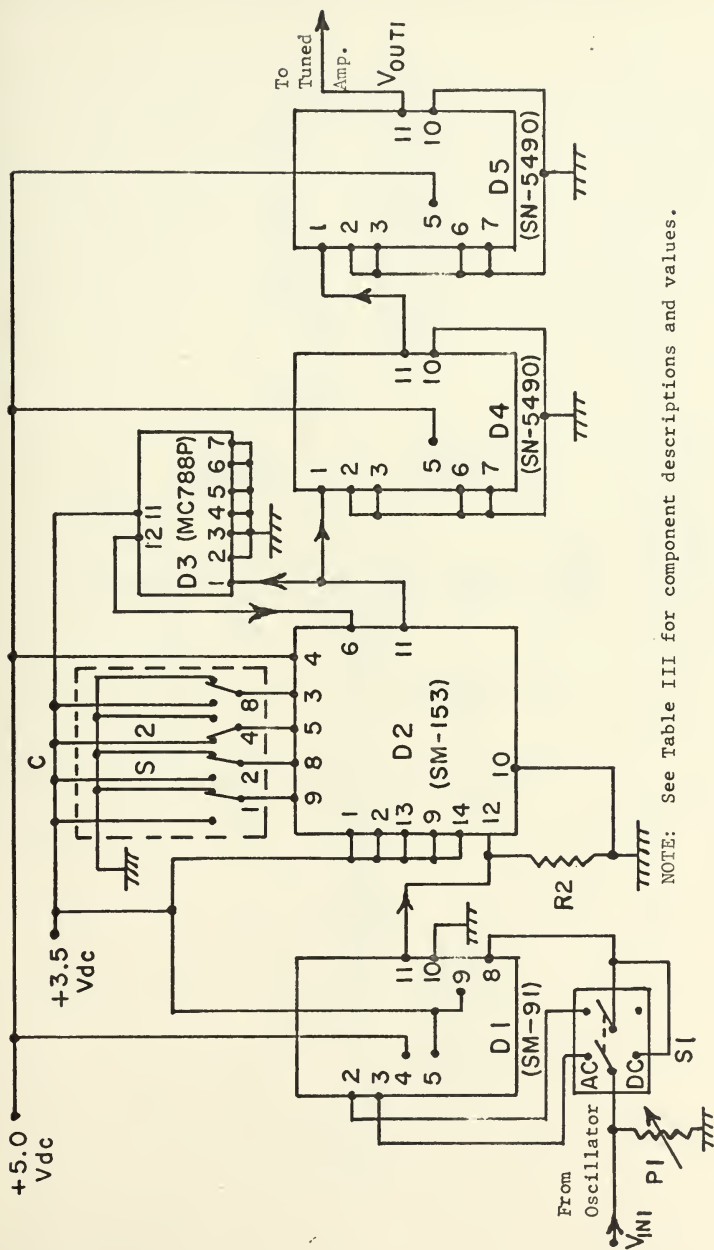 +5.0
Vdc
+3.5
Vdc
C
S 2
1 2 4 8
9 8 5 3 4
D3 (MC788P)
12 11
1 2 3 4 5 6 7
To
Tuned
Amp.
VOUT1
2
3
4
5
11
10
9
8
D1
(SM-91)
1
2
13
9
14
12
6
11
10
D2
(SM-153)
1
2
3
6
7
5
11
10
D4
(SN-5490)
1
2
3
6
7
5
11
10
D5
(SN-5490)
From
Oscillator
AC
DC
S1
P1
VIN1
R2
NOTE: See Table III for component descriptions and values.